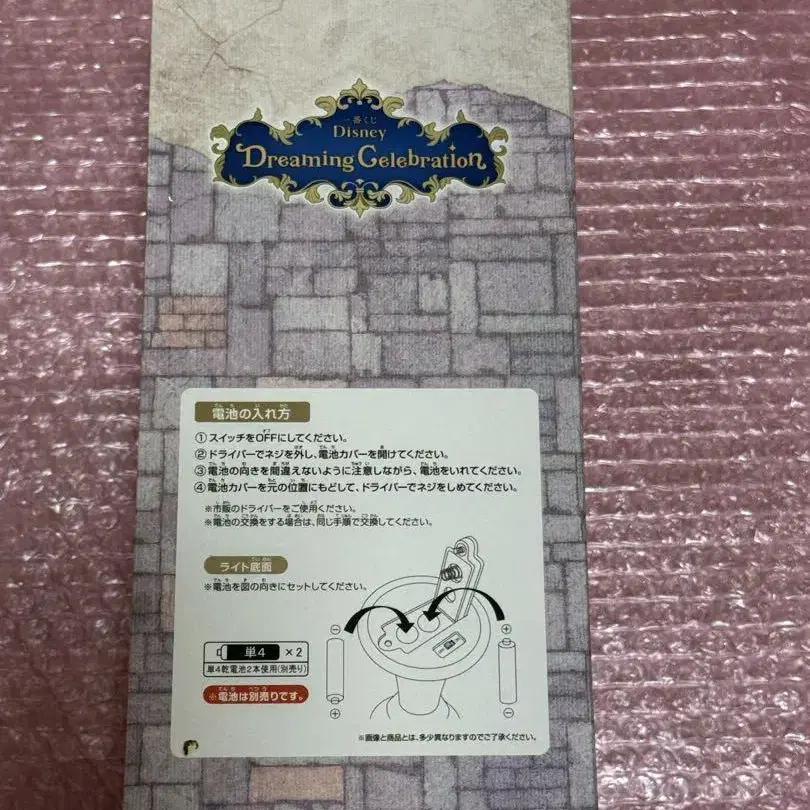 一番くじ
Disney
Dreaming Celebration
電池の入れ方
①スイッチをOFFにしてください。
②ドライバーでネジを外し、電池カバーを開けてください。
③電池の向きを間違えないように注意しながら、電池をいれてください。
④電池カバーを元の位置にもどして、ドライバーでネジをしめてください。
※市販のドライバーをご使用ください。
※電池の交換をする場合は、同じ手順で交換してください。
ライト底面
※電池を図の向きにセットしてください。
単4 ×2
単4乾電池2本使用(別売り)
※電池は別売りです。
⊖ ⊕
⊕ ⊖
※画像と商品とは、多少異なりますのでご了承ください。